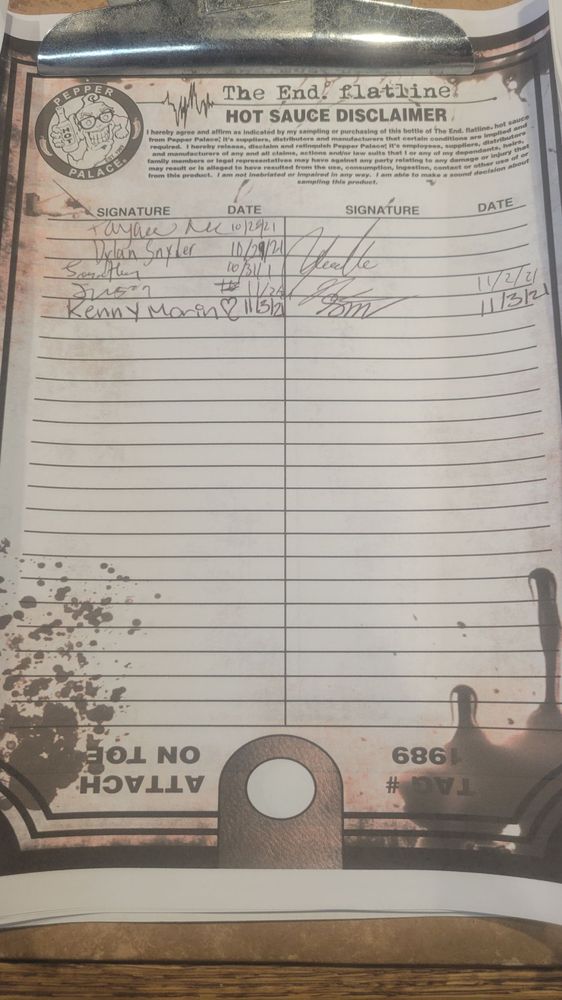 PEPPER
PALACE
HOT
The End. flatline.
HOT SAUCE DISCLAIMER
I hereby agree and affirm as indicated by my sampling or purchasing of this bottle of The End. flatline, hot sauce
from Pepper Palace; it's suppliers, distributors and manufacturers that certain conditions are implied and
required. I hereby release, disclaim and relinquish Pepper Palace; it's employees, suppliers, distributors
and manufacturers of any and all claims, actions and/or law suits that I or any of my dependants, heirs,
family members or legal representatives may have against any party relating to any damage or injury that
may result or is alleged to have resulted from the use, consumption, ingestion, contact or other use of or
from this product. I am not inebriated or impaired in any way. I am able to make a sound decision about
sampling this product.
SIGNATURE DATE SIGNATURE DATE
10/29/21
Dylan Snyder 10/29/21
10/31/
11/2/21
Kenny Morin♡ 11/3/21 11/3/21
ATTACH
ON TOE
TAG #
1989